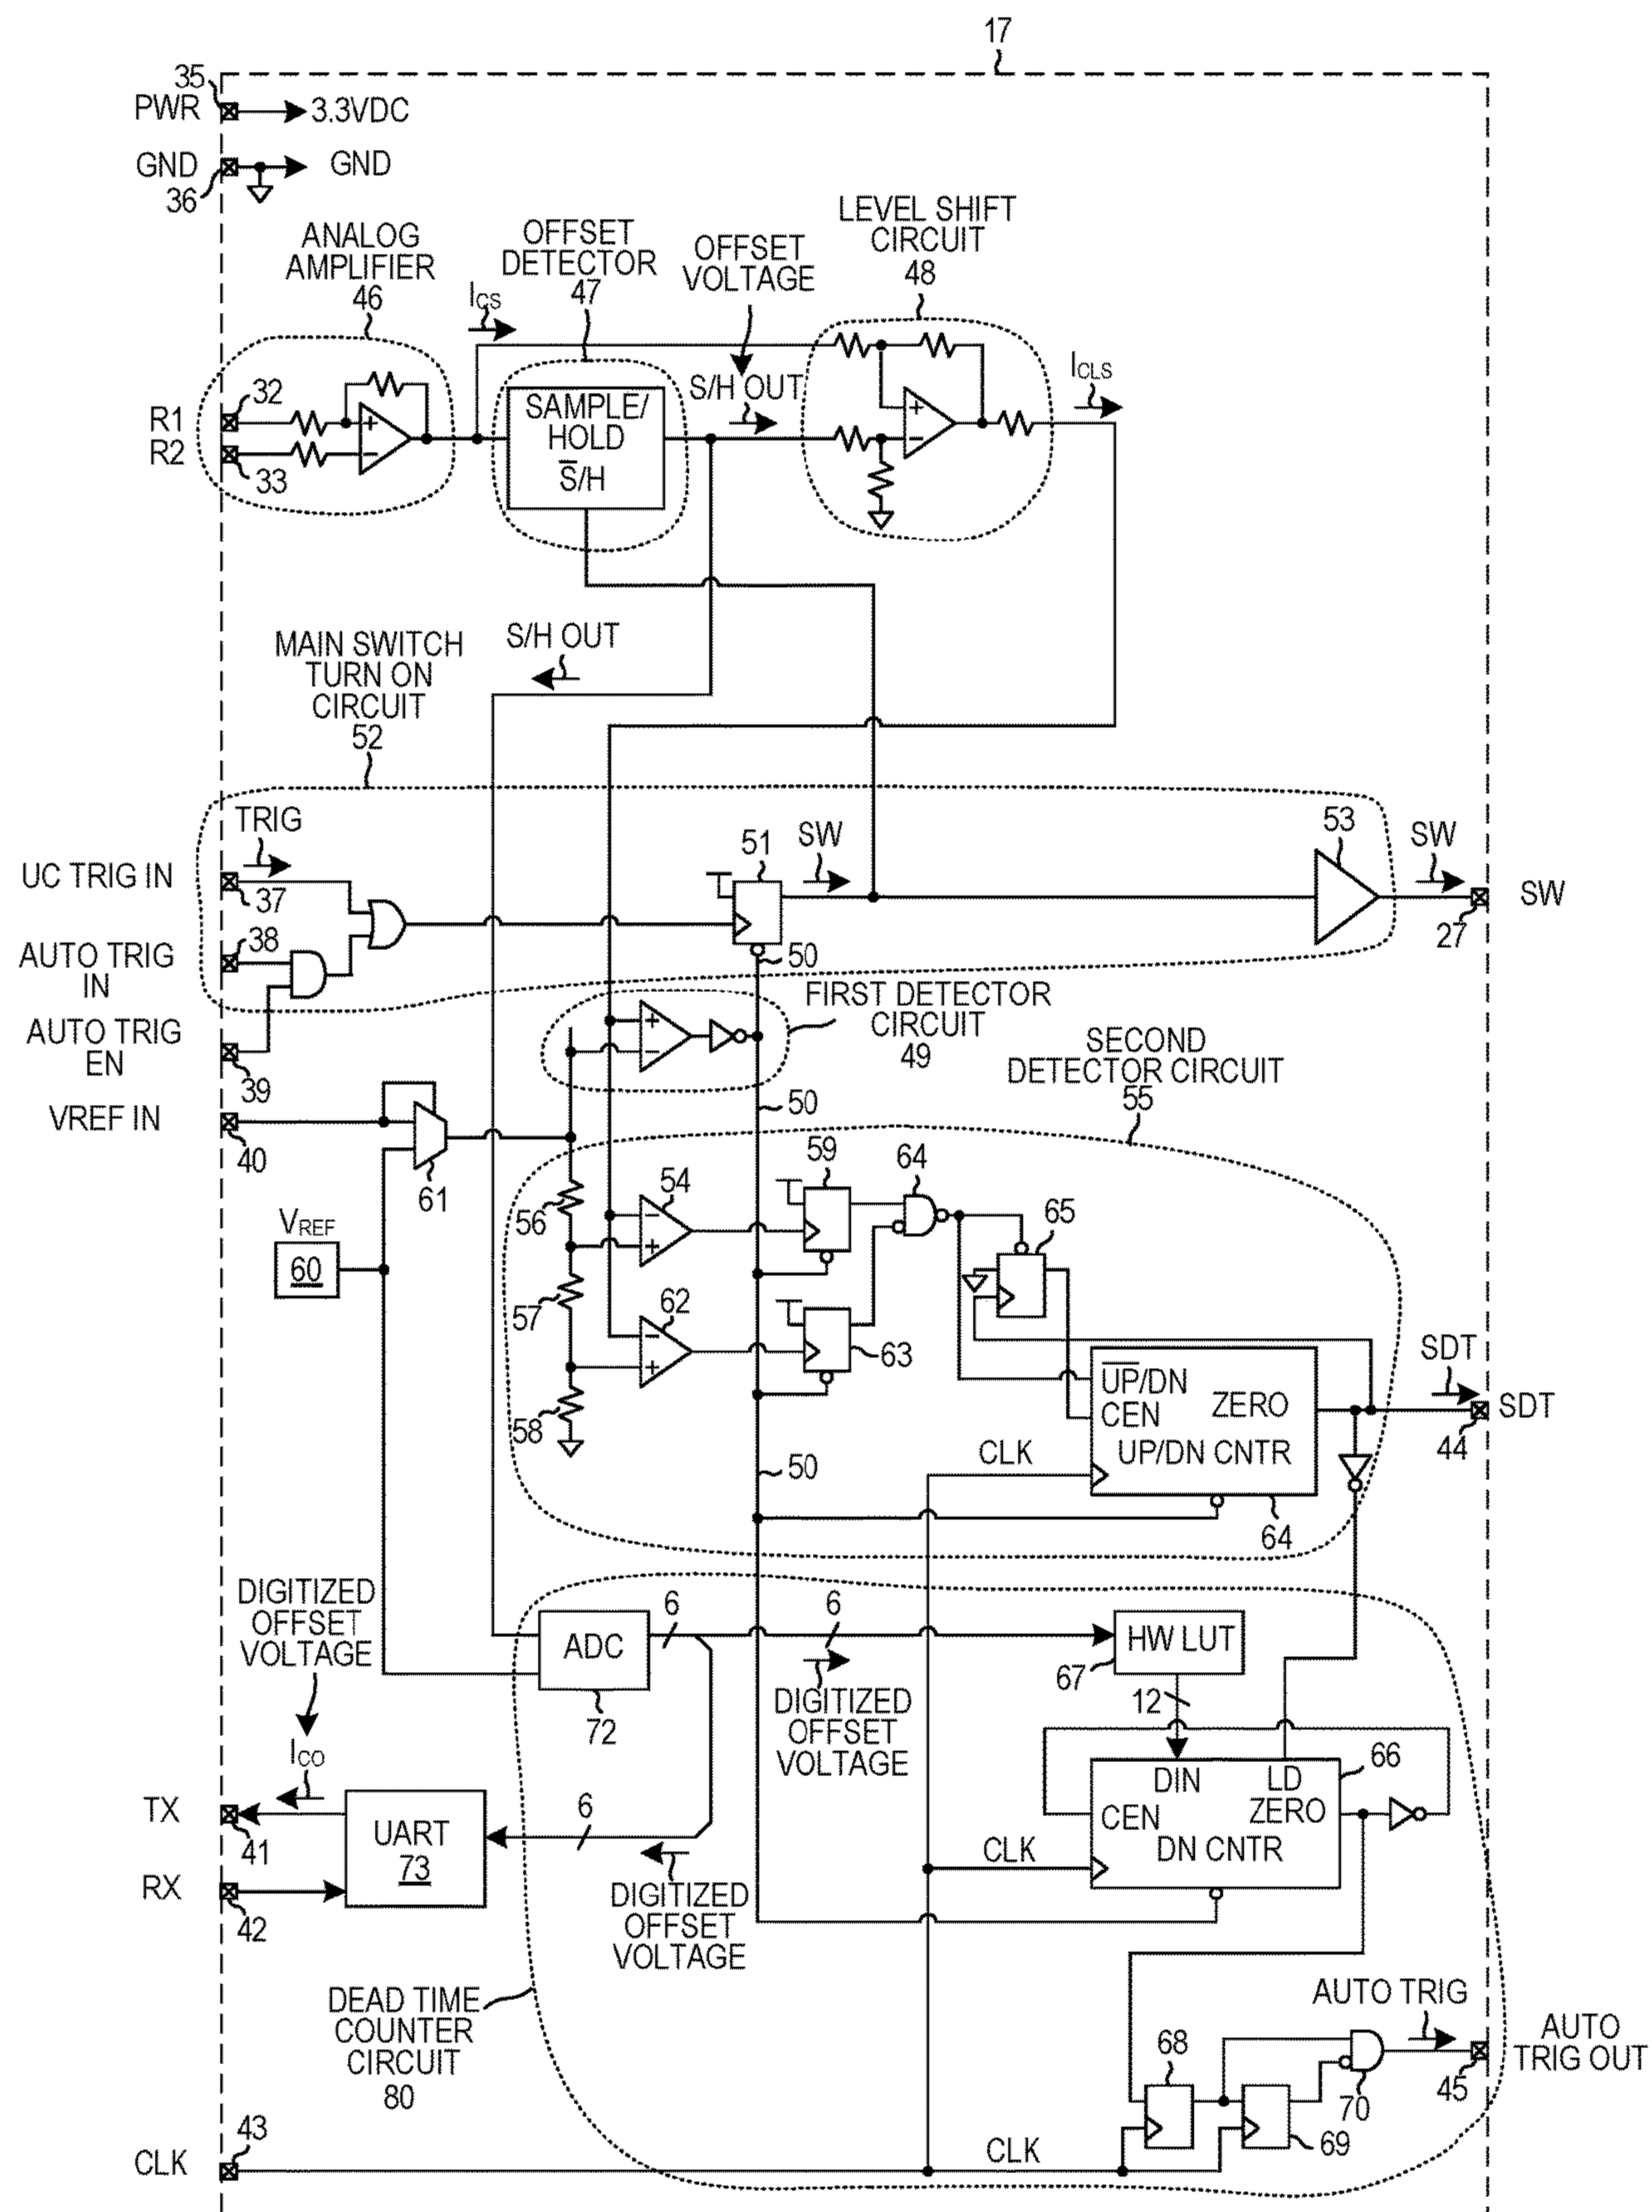 17
35
PWR
3.3VDC
GND
GND
36
ANALOG
AMPLIFIER
46
OFFSET
DETECTOR
47
OFFSET
VOLTAGE
LEVEL SHIFT
CIRCUIT
48
ICS
S/H OUT
ICLS
R1
32
R2
33
+
−
SAMPLE/
HOLD
S̅/H
+
−
MAIN SWITCH
TURN ON
CIRCUIT
52
S/H OUT
TRIG
UC TRIG IN
37
51
SW
53
SW
SW
27
38
AUTO TRIG
IN
50
AUTO TRIG
EN
39
+
−
FIRST DETECTOR
CIRCUIT
49
SECOND
DETECTOR CIRCUIT
55
VREF IN
40
61
50
59
64
54
56
−
+
65
VREF
60
57
62
−
+
63
58
U̅P̅/DN
CEN
ZERO
UP/DN CNTR
SDT
SDT
44
CLK
50
64
DIGITIZED
OFFSET
VOLTAGE
ICO
ADC
72
6
6
HW LUT
67
DIGITIZED
OFFSET
VOLTAGE
12
DIN
LD
66
CEN
ZERO
DN CNTR
CLK
TX
41
UART
73
6
RX
42
DIGITIZED
OFFSET
VOLTAGE
DEAD TIME
COUNTER
CIRCUIT
80
AUTO TRIG
AUTO
TRIG OUT
45
68
70
69
43
CLK
CLK